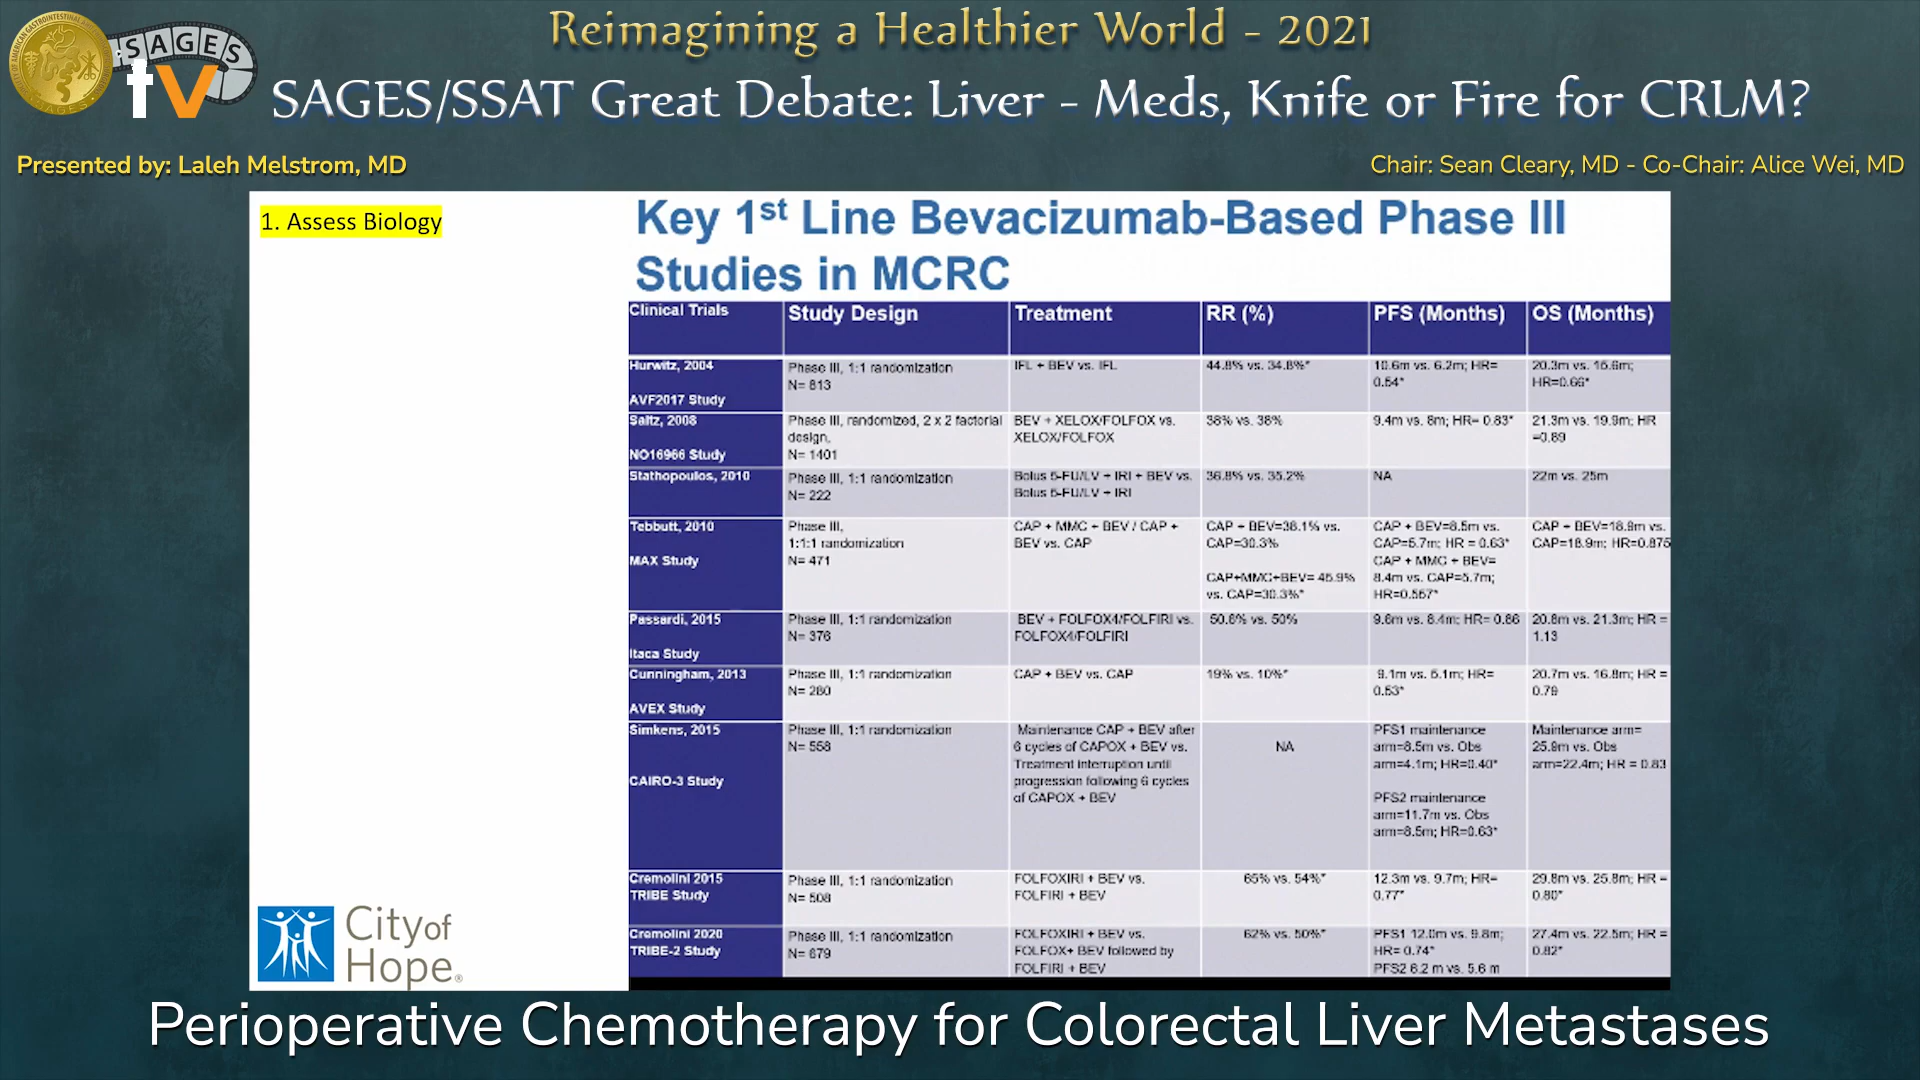 Reimagining a Healthier World - 2021
SAGES
tv
SAGES/SSAT Great Debate: Liver - Meds, Knife or Fire for CRLM?
Presented by: Laleh Melstrom, MD
Chair: Sean Cleary, MD - Co-Chair: Alice Wei, MD
1. Assess Biology
Key 1st Line Bevacizumab-Based Phase III
Studies in MCRC
Clinical Trials
Study Design
Treatment
RR (%)
PFS (Months)
OS (Months)
Hurwitz, 2004
AVF2017 Study
Phase III, 1:1 randomization
N= 813
IFL + BEV vs. IFL
44.8% vs. 34.8%*
10.6m vs. 6.2m; HR=
0.54*
20.3m vs. 15.6m;
HR=0.66*
Saltz, 2008
NO16966 Study
Phase III, randomized, 2 x 2 factorial
design,
N= 1401
BEV + XELOX/FOLFOX vs.
XELOX/FOLFOX
38% vs. 38%
9.4m vs. 8m; HR= 0.83*
21.3m vs. 19.9m; HR
=0.89
Stathopoulos, 2010
Phase III, 1:1 randomization
N= 222
Bolus 5-FU/LV + IRI + BEV vs.
Bolus 5-FU/LV + IRI
36.8% vs. 35.2%
NA
22m vs. 25m
Tebbutt, 2010
MAX Study
Phase III,
1:1:1 randomization
N= 471
CAP + MMC + BEV / CAP +
BEV vs. CAP
CAP + BEV=38.1% vs.
CAP=30.3%
CAP+MMC+BEV= 45.9%
vs. CAP=30.3%*
CAP + BEV=8.5m vs.
CAP=5.7m; HR = 0.63*
CAP + MMC + BEV=
8.4m vs. CAP=5.7m;
HR=0.557*
CAP + BEV=18.9m vs.
CAP=18.9m; HR=0.875
Passardi, 2015
Itaca Study
Phase III, 1:1 randomization
N= 376
BEV + FOLFOX4/FOLFIRI vs.
FOLFOX4/FOLFIRI
50.6% vs. 50%
9.6m vs. 8.4m; HR= 0.86
20.8m vs. 21.3m; HR =
1.13
Cunningham, 2013
AVEX Study
Phase III, 1:1 randomization
N= 280
CAP + BEV vs. CAP
19% vs. 10%*
9.1m vs. 5.1m; HR=
0.53*
20.7m vs. 16.8m; HR =
0.79
Simkens, 2015
CAIRO-3 Study
Phase III, 1:1 randomization
N= 558
Maintenance CAP + BEV after
6 cycles of CAPOX + BEV vs.
Treatment interruption until
progression following 6 cycles
of CAPOX + BEV
NA
PFS1 maintenance
arm=8.5m vs. Obs
arm=4.1m; HR=0.40*
PFS2 maintenance
arm=11.7m vs. Obs
arm=8.5m; HR=0.63*
Maintenance arm=
25.9m vs. Obs
arm=22.4m; HR = 0.83
Cremolini 2015
TRIBE Study
Phase III, 1:1 randomization
N= 508
FOLFOXIRI + BEV vs.
FOLFIRI + BEV
65% vs. 54%*
12.3m vs. 9.7m; HR=
0.77*
29.8m vs. 25.8m; HR =
0.80*
Cremolini 2020
TRIBE-2 Study
Phase III, 1:1 randomization
N= 679
FOLFOXIRI + BEV vs.
FOLFOX+ BEV followed by
FOLFIRI + BEV
62% vs. 50%*
PFS1 12.0m vs. 9.8m;
HR= 0.74*
PFS2 6.2 m vs. 5.6 m
27.4m vs. 22.5m; HR =
0.82*
City of
Hope®
Perioperative Chemotherapy for Colorectal Liver Metastases